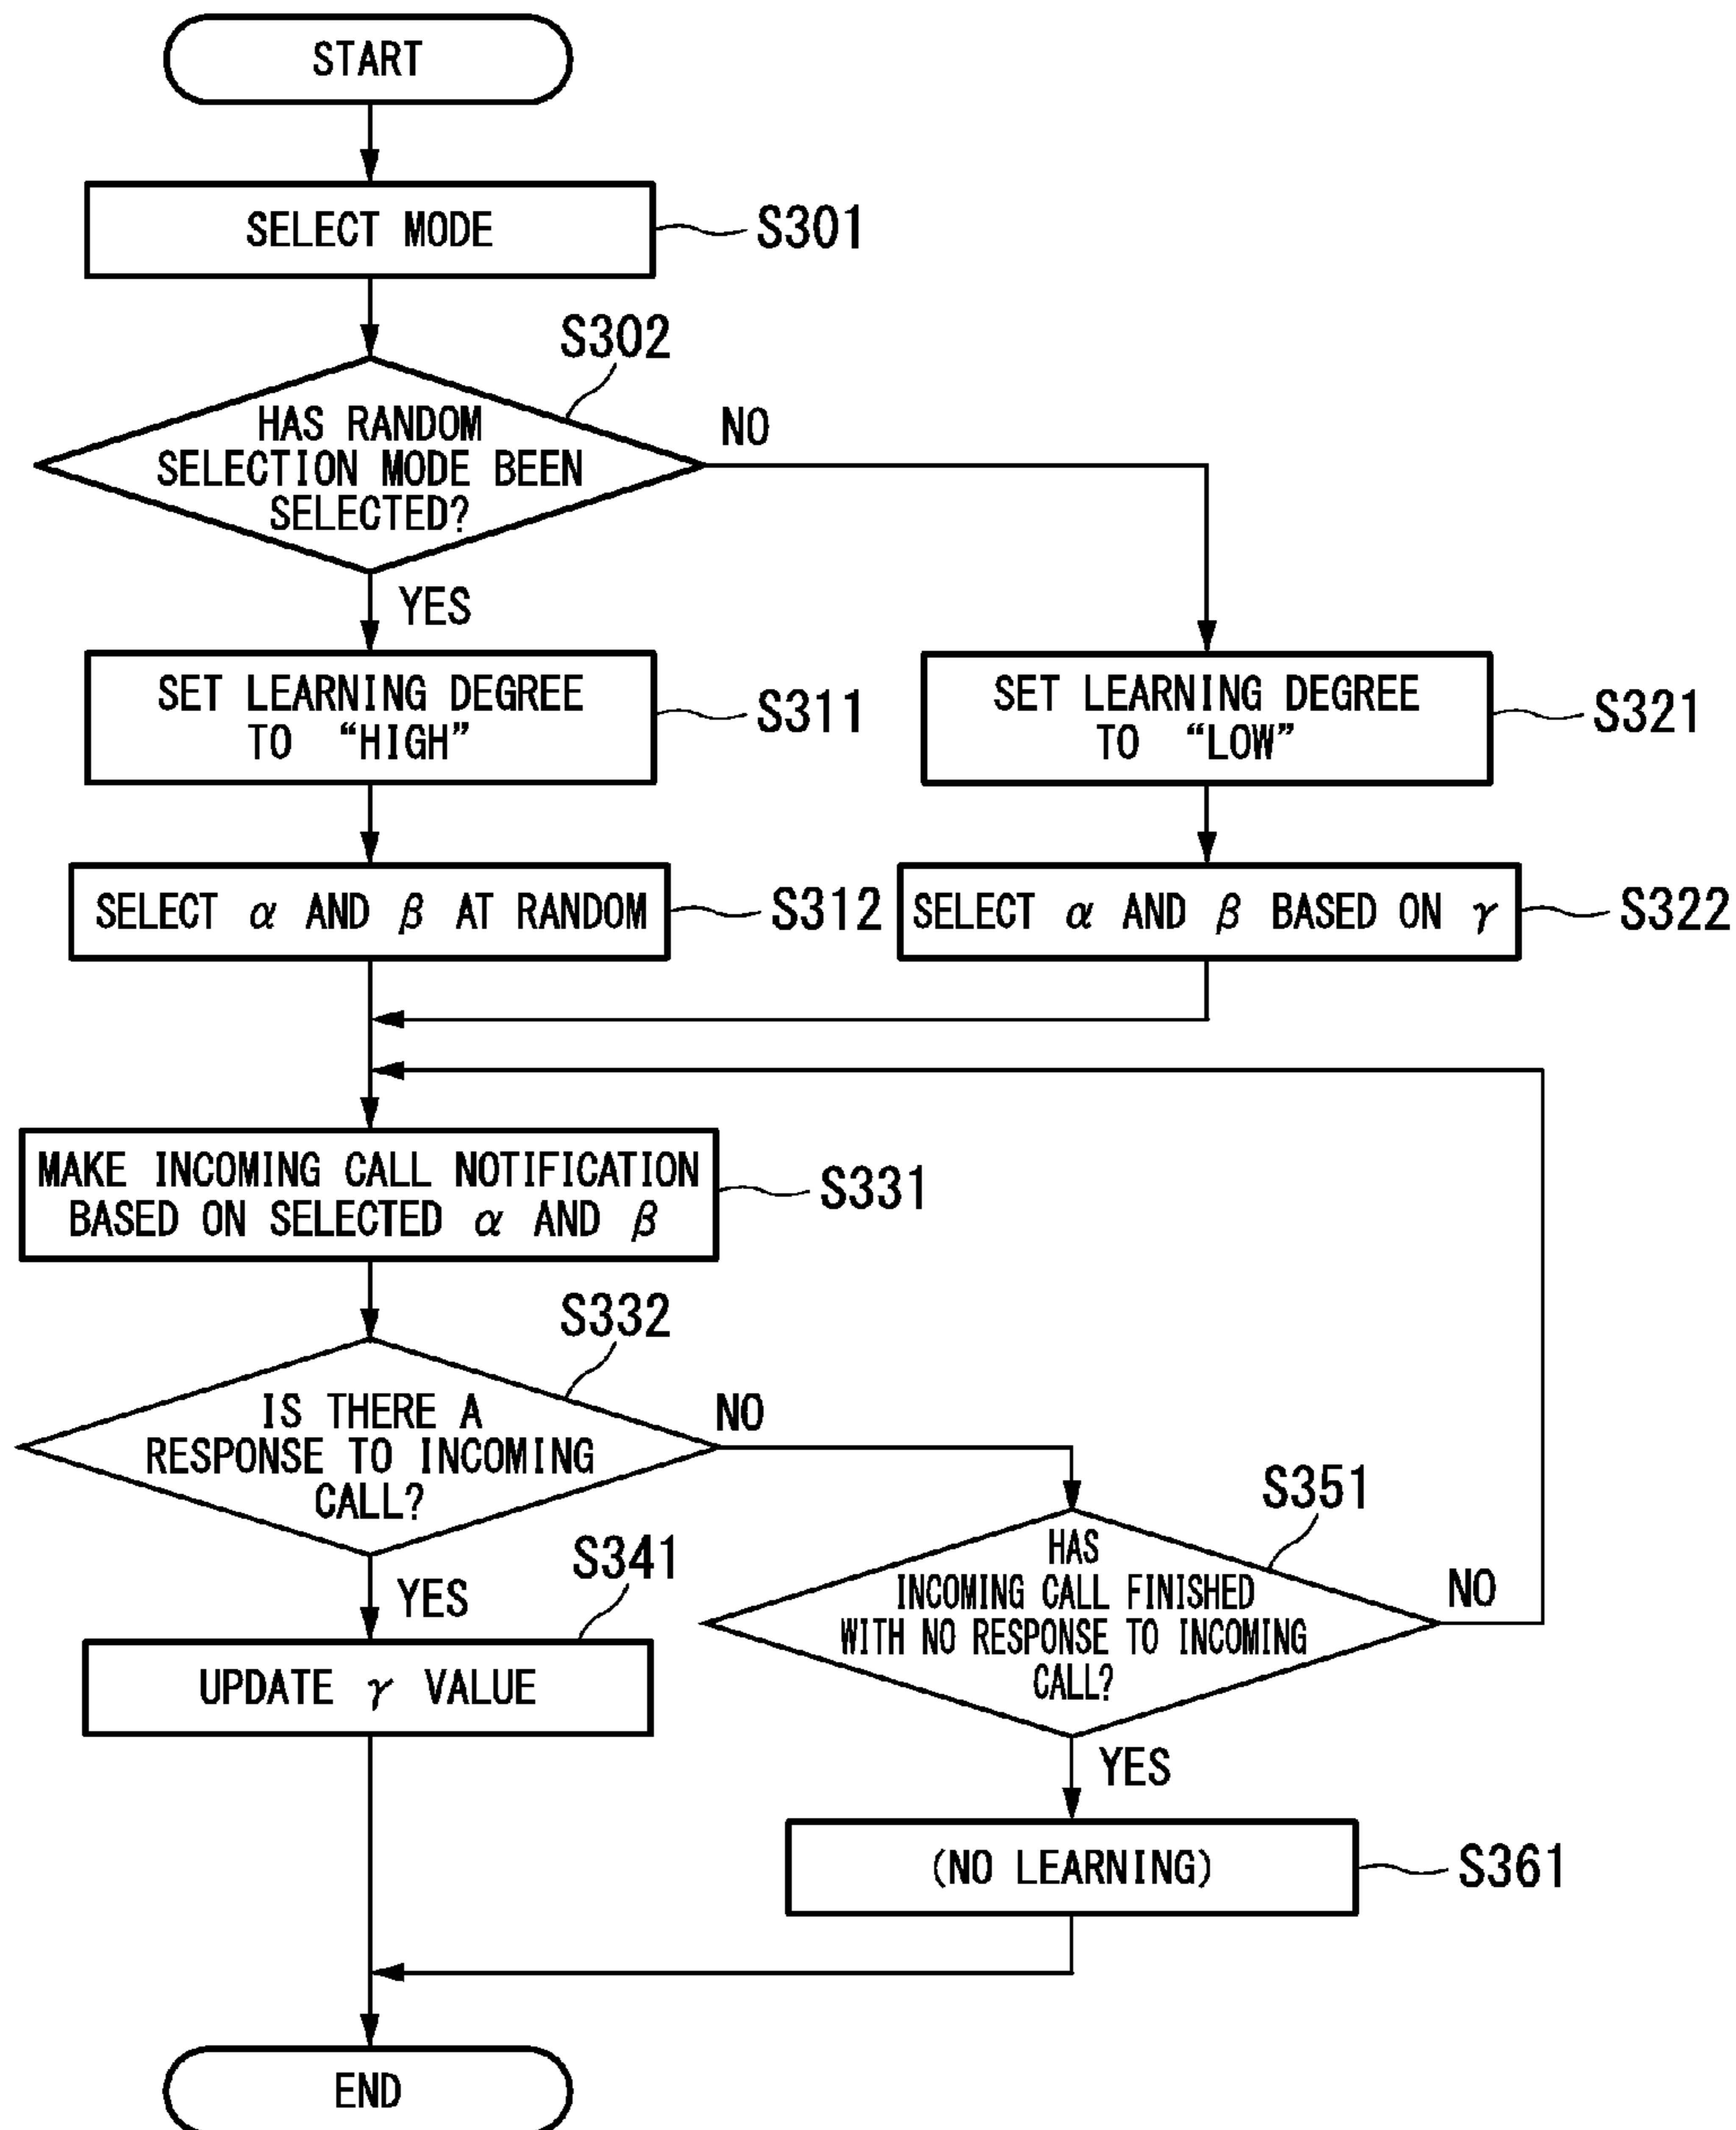 START
SELECT MODE
S301
S302
HAS RANDOM
SELECTION MODE BEEN
SELECTED?
NO
YES
SET LEARNING DEGREE
TO “HIGH”
S311
SET LEARNING DEGREE
TO “LOW”
S321
SELECT α AND β AT RANDOM
S312
SELECT α AND β BASED ON γ
S322
MAKE INCOMING CALL NOTIFICATION
BASED ON SELECTED α AND β
S331
S332
IS THERE A
RESPONSE TO INCOMING
CALL?
NO
YES
S351
HAS
INCOMING CALL FINISHED
WITH NO RESPONSE TO INCOMING
CALL?
NO
YES
S341
UPDATE γ VALUE
(NO LEARNING)
S361
END